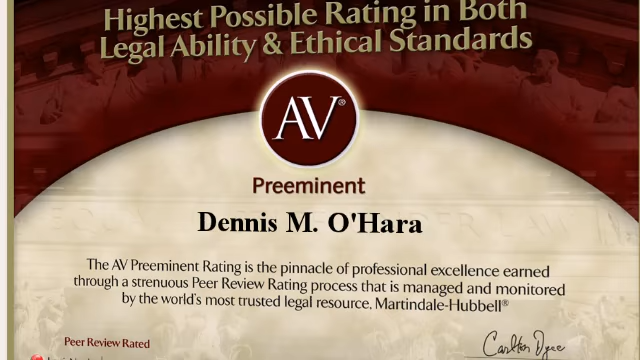 Highest Possible Rating in Both
Legal Ability & Ethical Standards
AV®
Preeminent
Dennis M. O'Hara
The AV Preeminent Rating is the pinnacle of professional excellence earned
through a strenuous Peer Review Rating process that is managed and monitored
by the world's most trusted legal resource, Martindale-Hubbell®
Peer Review Rated